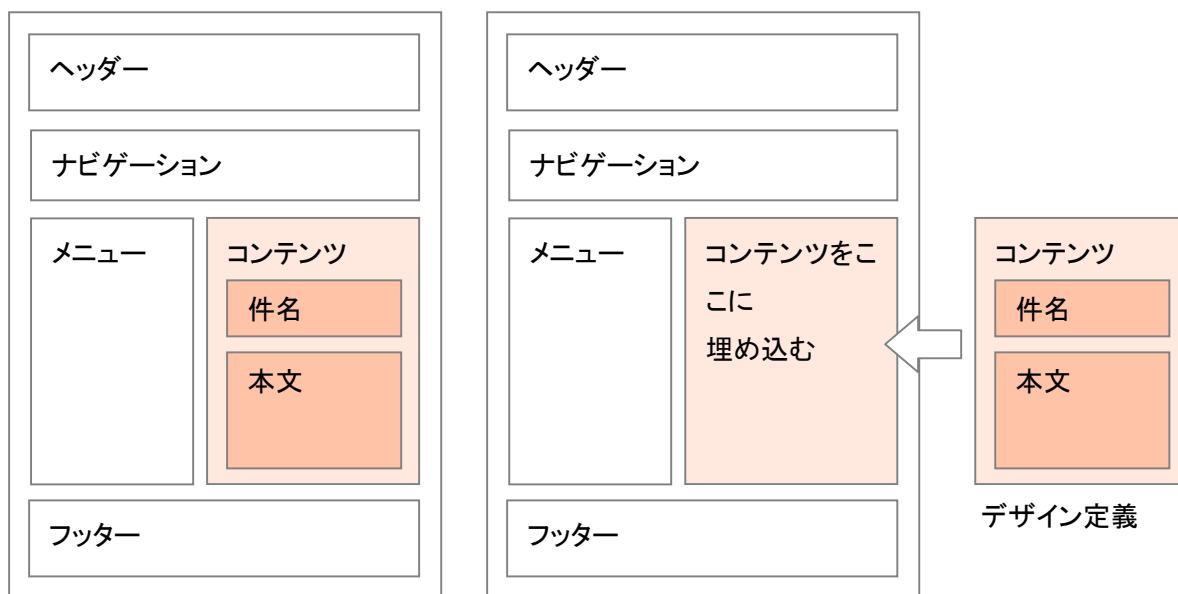 ヘッダー
ナビゲーション
メニュー
コンテンツ
件名
本文
フッター
ヘッダー
ナビゲーション
メニュー
コンテンツをこ
こに
埋め込む
フッター
コンテンツ
件名
本文
デザイン定義